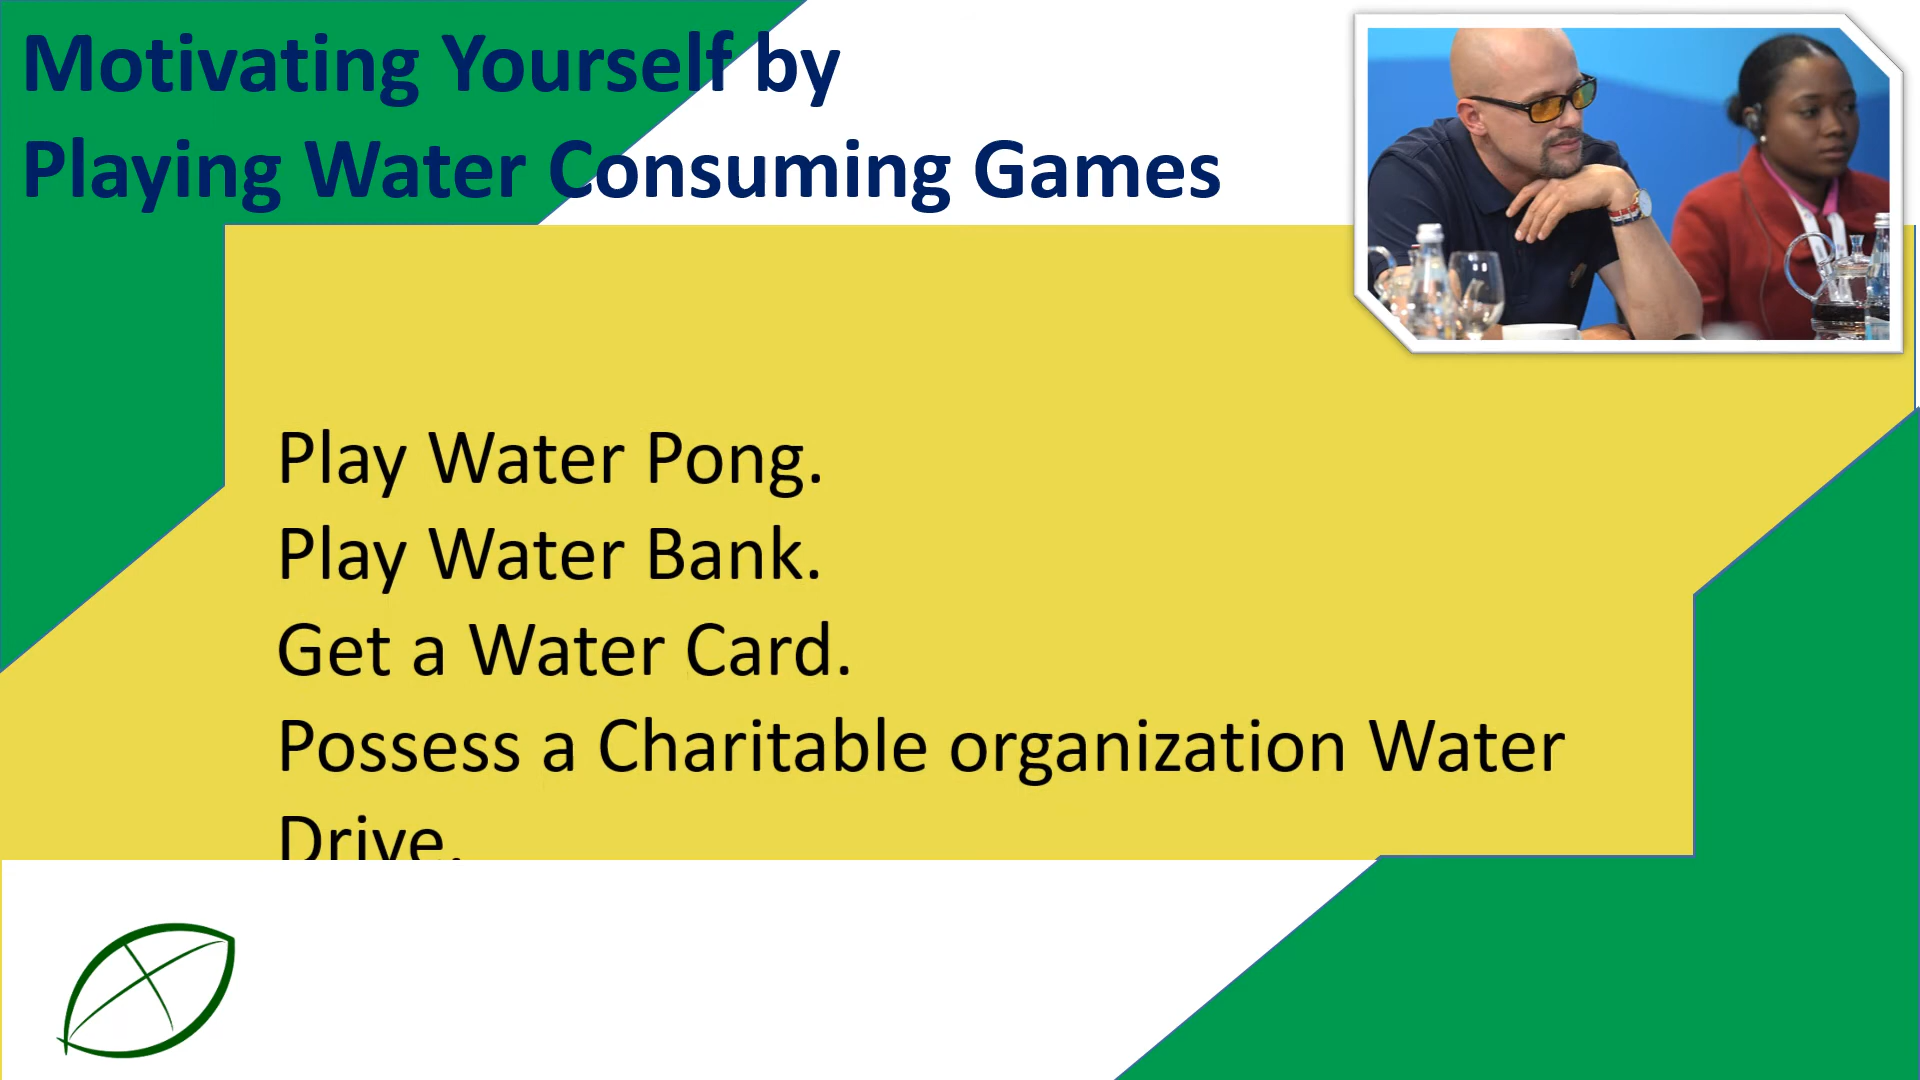 Motivating Yourself by
Playing Water Consuming Games
Play Water Pong.
Play Water Bank.
Get a Water Card.
Possess a Charitable organization Water
Drive.